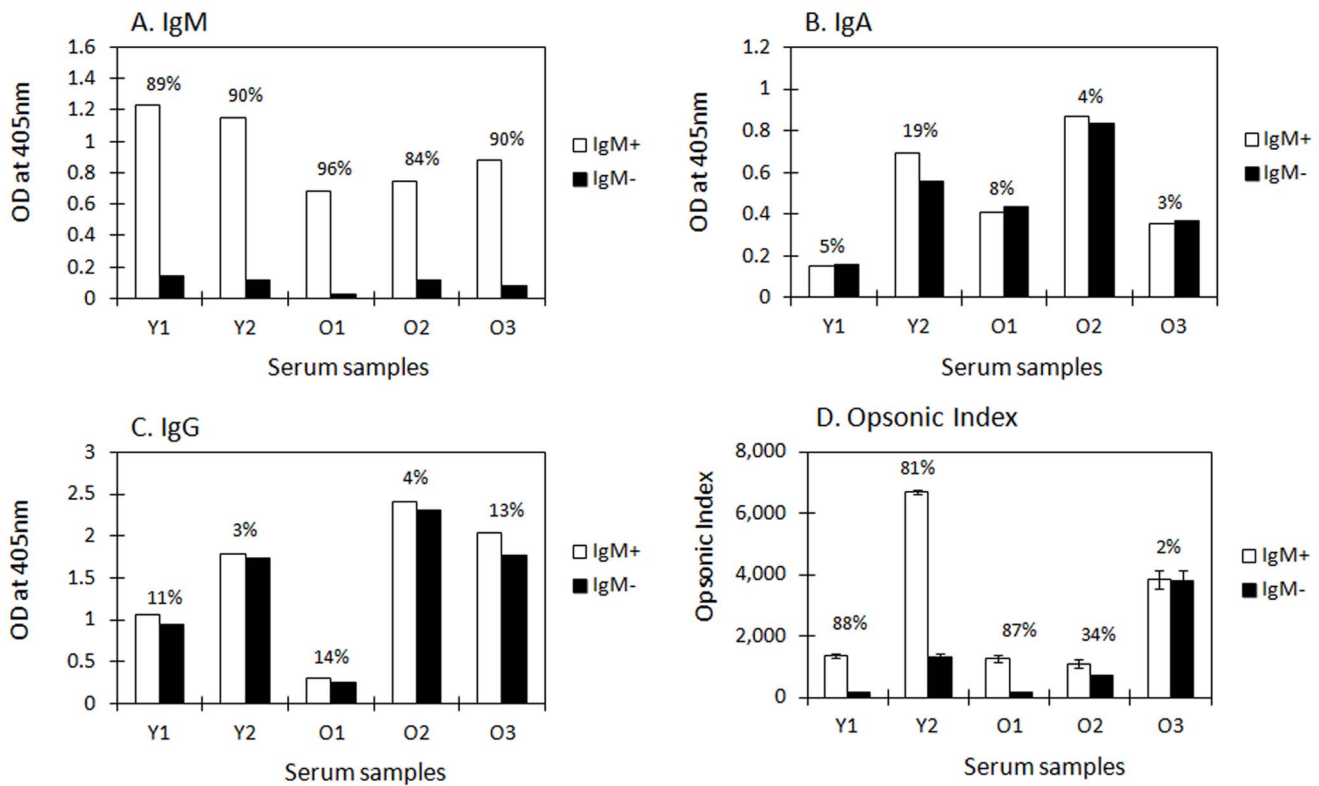 A. IgM
1.6
1.4
1.2
1
0.8
0.6
0.4
0.2
0
OD at 405nm
89%
90%
96%
84%
90%
IgM+
IgM-
Y1 Y2 O1 O2 O3
Serum samples
B. IgA
1.2
1
0.8
0.6
0.4
0.2
0
OD at 405nm
5%
19%
8%
4%
3%
IgM+
IgM-
Y1 Y2 O1 O2 O3
Serum samples
C. IgG
3
2.5
2
1.5
1
0.5
0
OD at 405nm
11%
3%
14%
4%
13%
IgM+
IgM-
Y1 Y2 O1 O2 O3
Serum samples
D. Opsonic Index
8,000
6,000
4,000
2,000
0
Opsonic Index
88%
81%
87%
34%
2%
IgM+
IgM-
Y1 Y2 O1 O2 O3
Serum samples